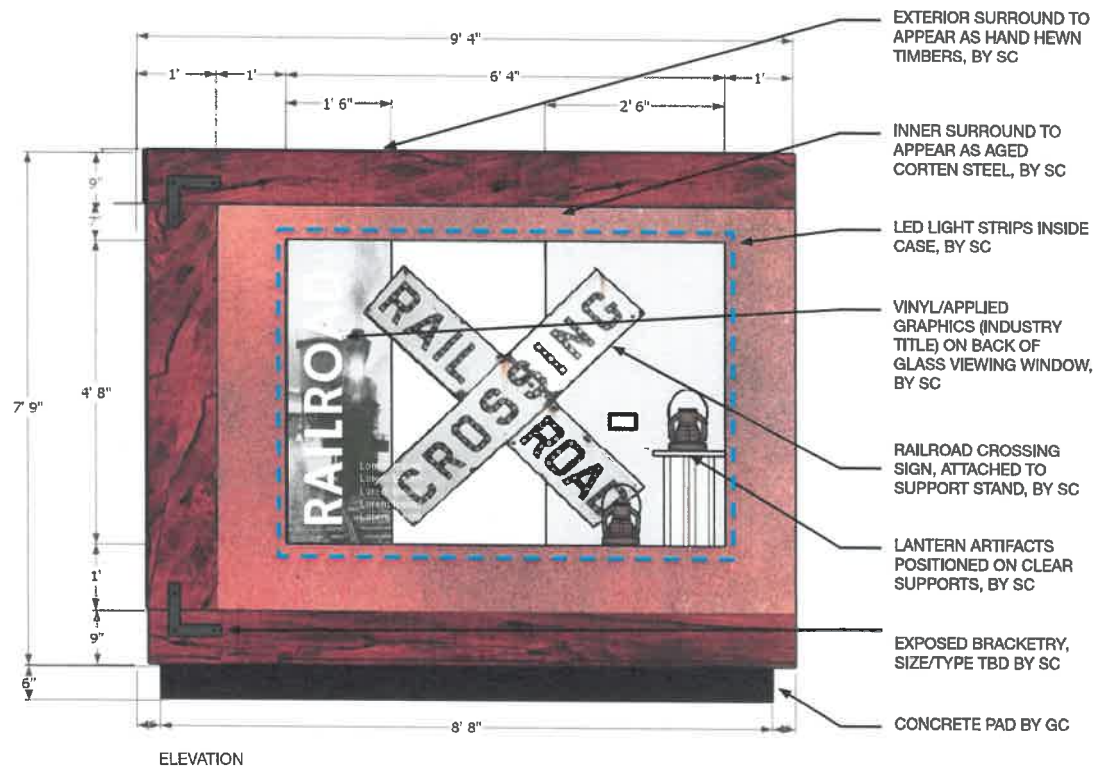 9' 4"
1'
1'
6' 4"
1'
1' 6"
2' 6"
9"
4' 8"
7' 9"
1'
9"
6"
8' 8"
ELEVATION
RAILROAD
RAIL
ROAD
CROSSING
EXTERIOR SURROUND TO
APPEAR AS HAND HEWN
TIMBERS, BY SC
INNER SURROUND TO
APPEAR AS AGED
CORTEN STEEL, BY SC
LED LIGHT STRIPS INSIDE
CASE, BY SC
VINYL/APPLIED
GRAPHICS (INDUSTRY
TITLE) ON BACK OF
GLASS VIEWING WINDOW,
BY SC
RAILROAD CROSSING
SIGN, ATTACHED TO
SUPPORT STAND, BY SC
LANTERN ARTIFACTS
POSITIONED ON CLEAR
SUPPORTS, BY SC
EXPOSED BRACKETRY,
SIZE/TYPE TBD BY SC
CONCRETE PAD BY GC